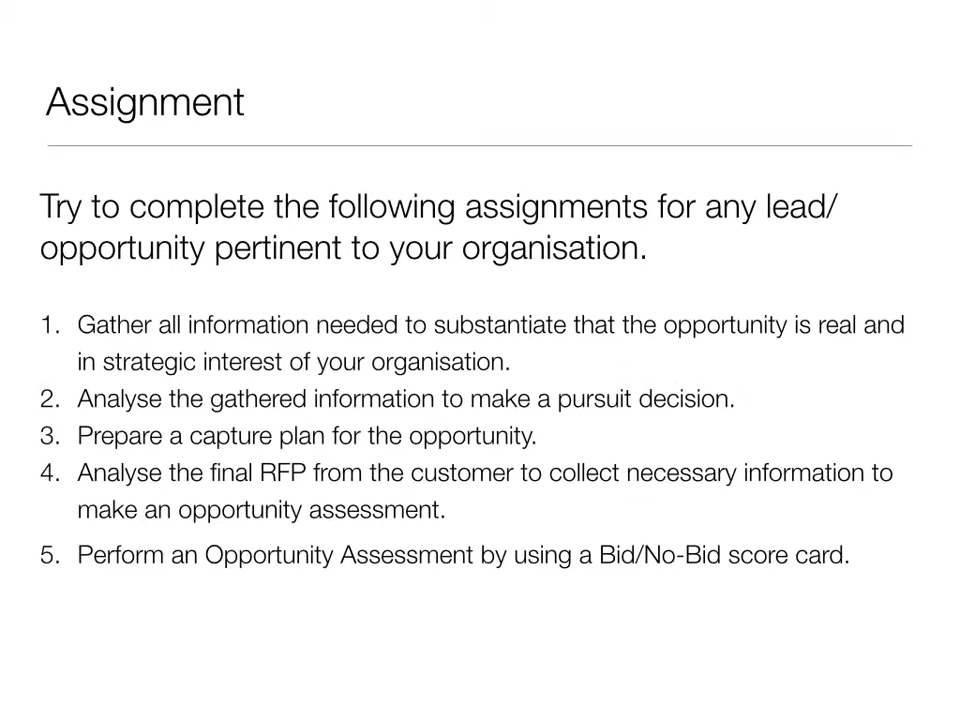 Assignment
Try to complete the following assignments for any lead/
opportunity pertinent to your organisation.
1. Gather all information needed to substantiate that the opportunity is real and
in strategic interest of your organisation.
2. Analyse the gathered information to make a pursuit decision.
3. Prepare a capture plan for the opportunity.
4. Analyse the final RFP from the customer to collect necessary information to
make an opportunity assessment.
5. Perform an Opportunity Assessment by using a Bid/No-Bid score card.